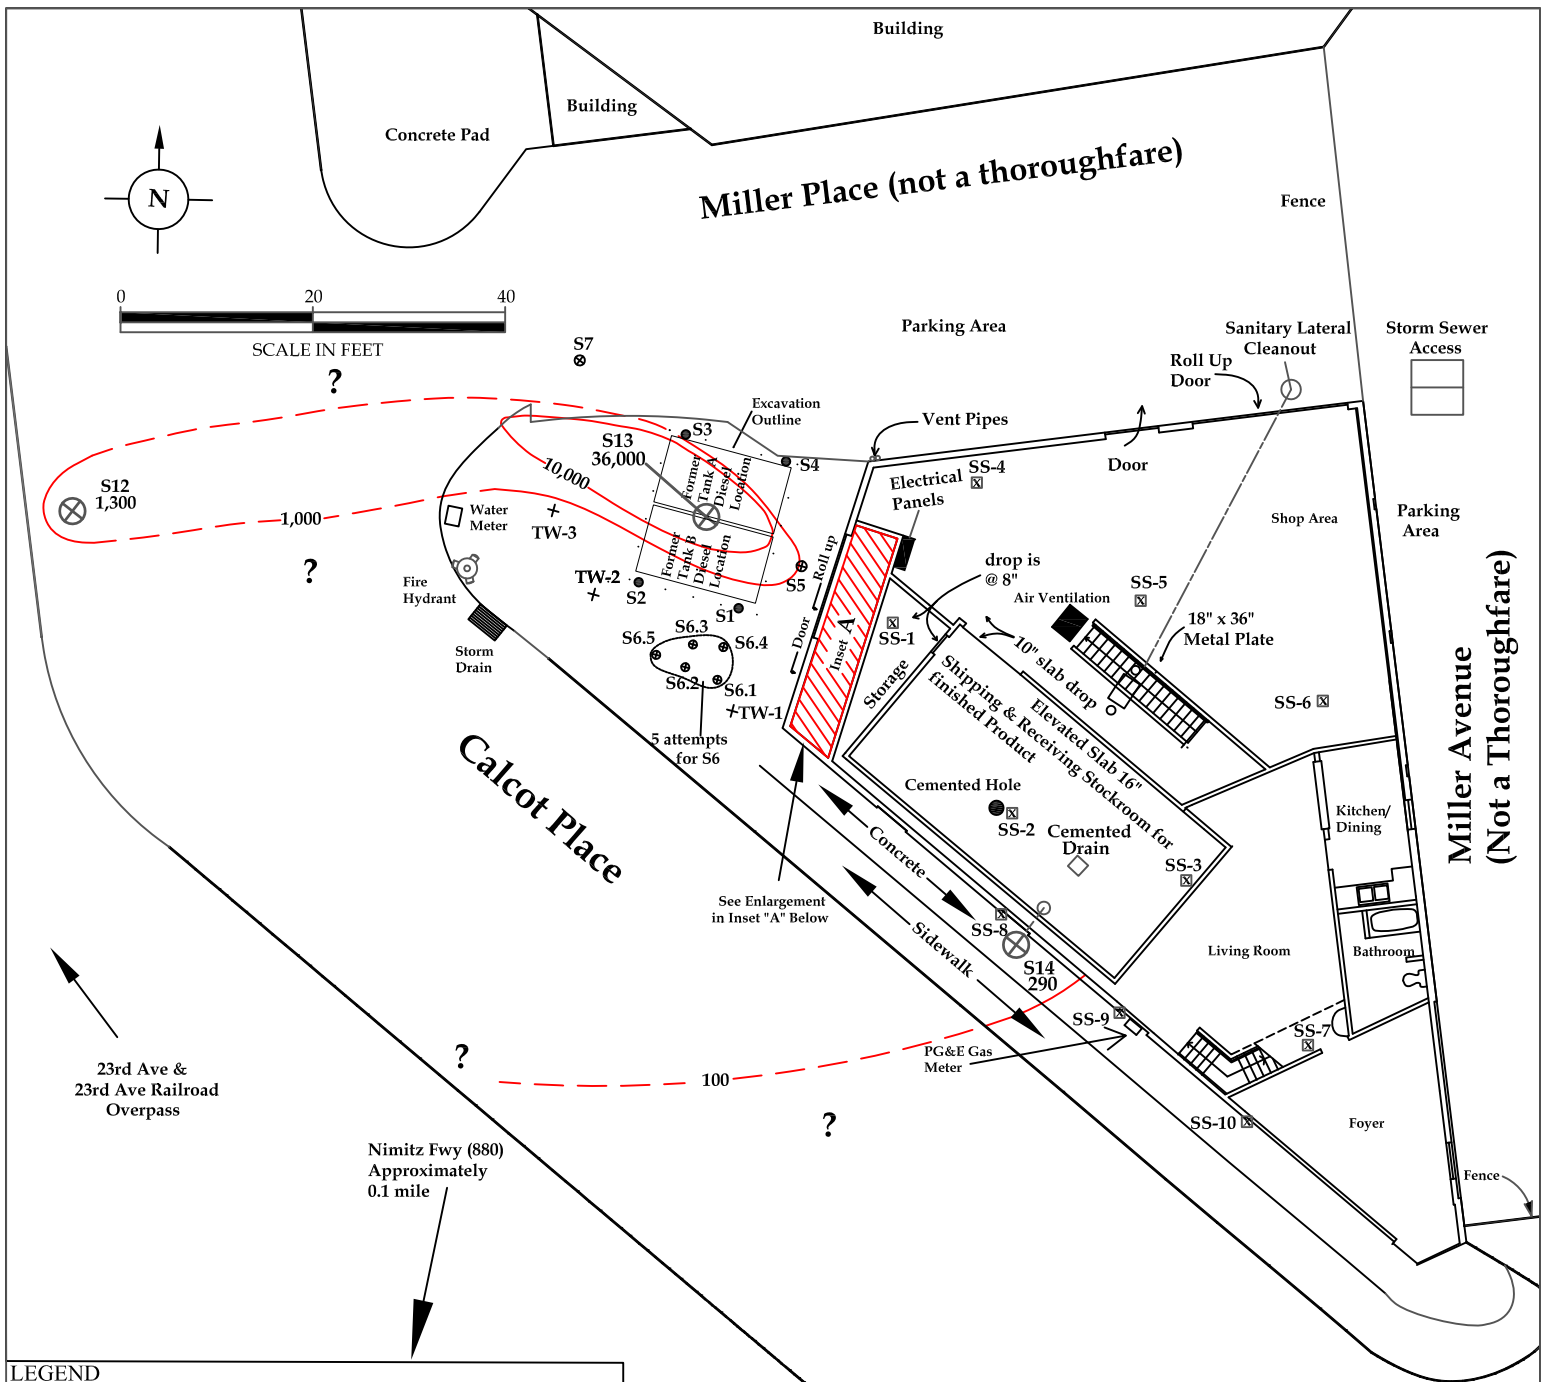 Building
Building
Concrete Pad
Miller Place (not a thoroughfare)
N
Fence
0 20 40
SCALE IN FEET
S7
?
Parking Area
Sanitary Lateral
Cleanout
Storm Sewer
Access
Roll Up
Door
Excavation
Outline
Vent Pipes
S3
S13
36,000
S4
Door
10,000
Former
Tank A
Diesel
Location
Electrical
Panels
SS-4
S12
1,300
1,000
Water
Meter
TW-3
Shop Area
Parking
Area
Former
Tank B
Diesel
Location
Roll up
Door
S5
?
Fire
Hydrant
TW-2
S2
S1
drop is
@ 8"
Air Ventilation
SS-5
18" x 36"
Metal Plate
Inset A
SS-1
S6.5
S6.3
S6.4
S6.2
S6.1
Storm
Drain
TW-1
5 attempts
for S6
Storage
10" slab drop
Elevated Slab 16"
Shipping & Receiving Stockroom for
finished Product
SS-6
Miller Avenue
(Not a Thoroughfare)
Calcot Place
Cemented Hole
SS-2
Cemented
Drain
SS-3
Kitchen/
Dining
Concrete
See Enlargement
in Inset "A" Below
Sidewalk
SS-8
S14
290
Living Room
Bathroom
SS-9
SS-7
PG&E Gas
Meter
?
100
?
23rd Ave &
23rd Ave Railroad
Overpass
SS-10
Foyer
Nimitz Fwy (880)
Approximately
0.1 mile
Fence
LEGEND